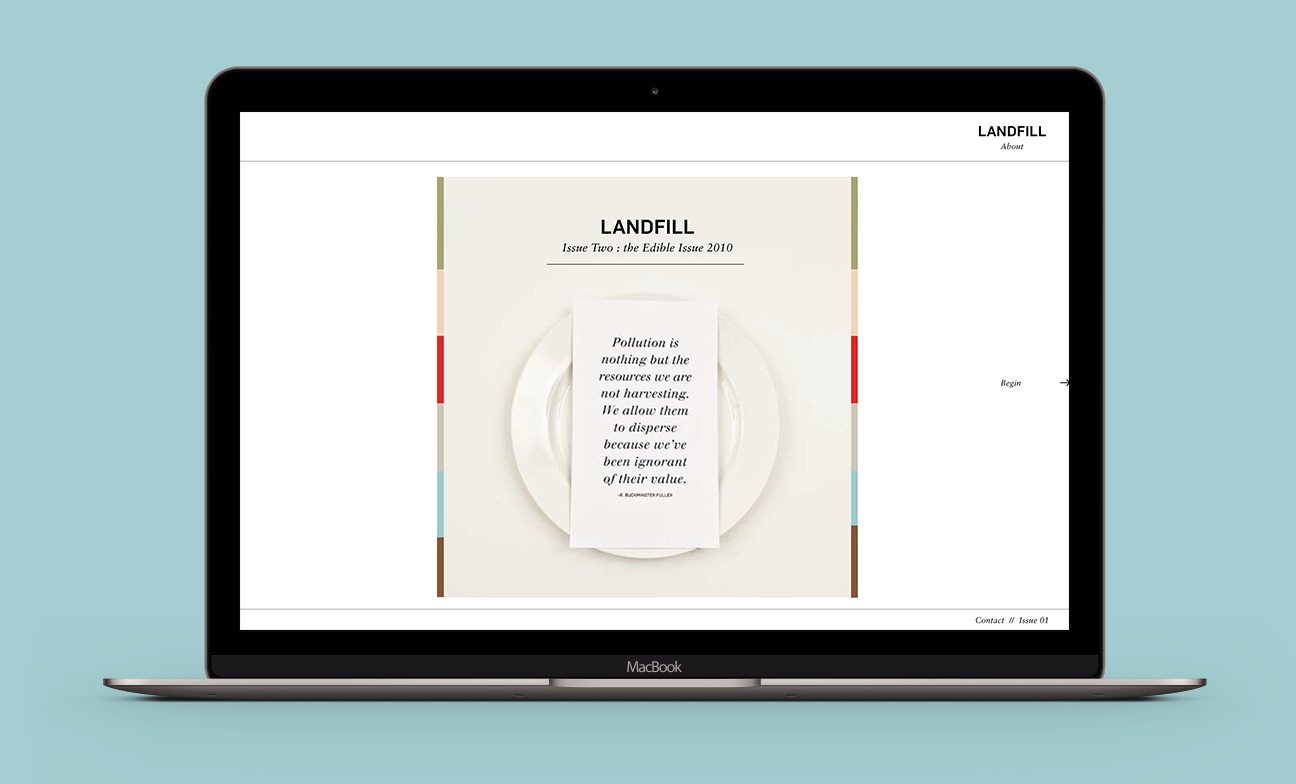 LANDFILL
About
LANDFILL
Issue Two : the Edible Issue 2010
Pollution is
nothing but the
resources we are
not harvesting.
We allow them
to disperse
because we've
been ignorant
of their value.
-R. BUCKMINSTER FULLER
Begin
Contact // Issue 01
MacBook